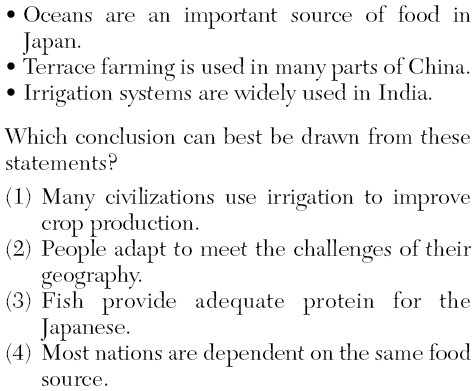 • Oceans are an important source of food in
Japan.
• Terrace farming is used in many parts of China.
• Irrigation systems are widely used in India.
Which conclusion can best be drawn from these
statements?
(1) Many civilizations use irrigation to improve
crop production.
(2) People adapt to meet the challenges of their
geography.
(3) Fish provide adequate protein for the
Japanese.
(4) Most nations are dependent on the same food
source.